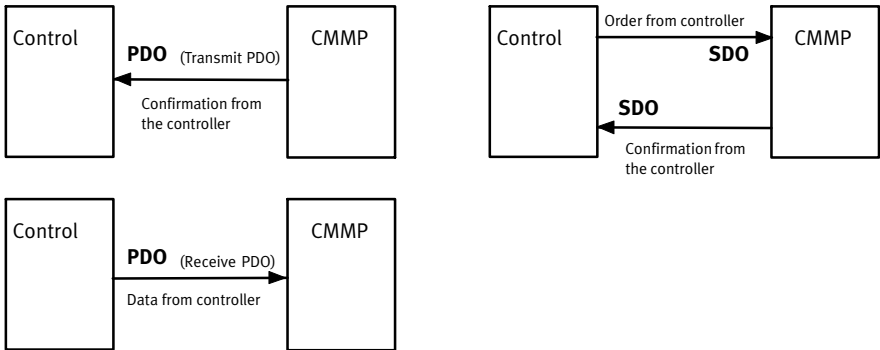 Control
CMMP
PDO (Transmit PDO)
Confirmation from
the controller
Control
CMMP
Order from controller
SDO
SDO
Confirmation from
the controller
Control
CMMP
PDO (Receive PDO)
Data from controller